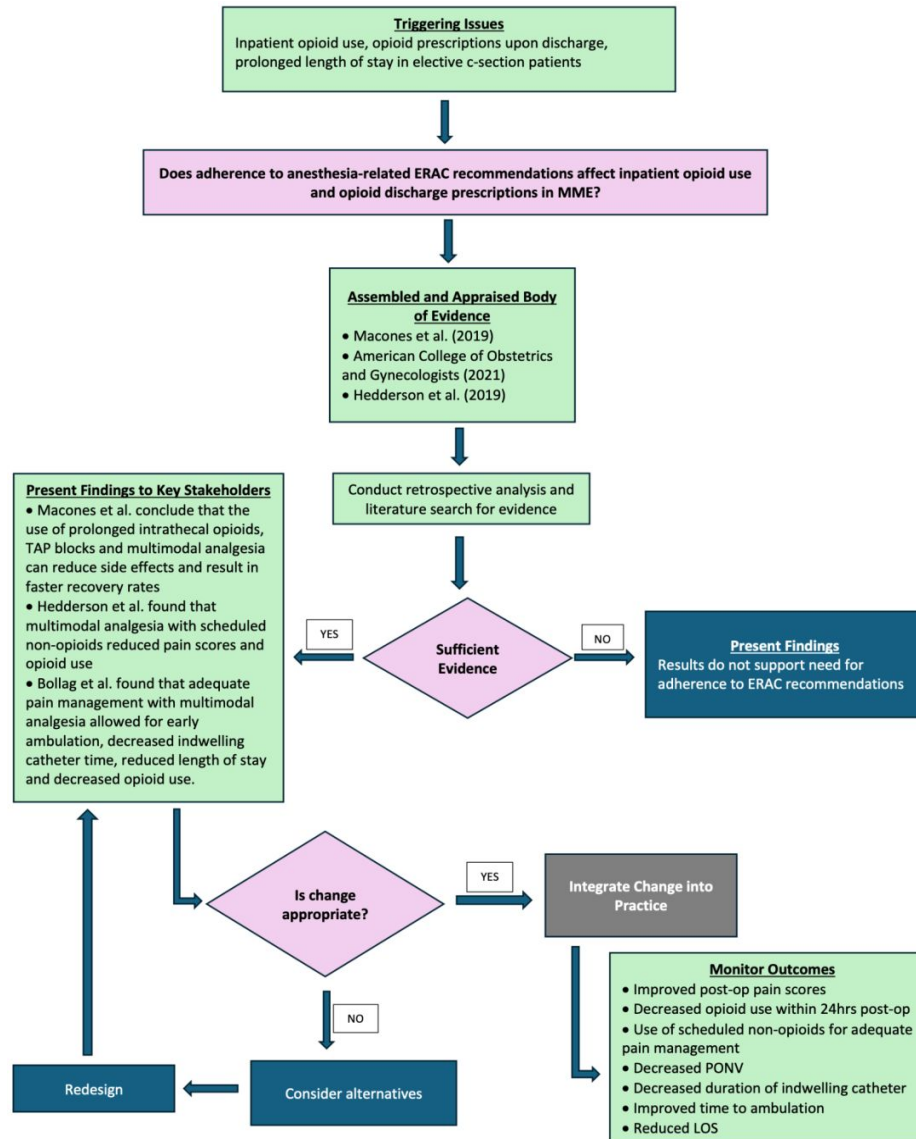 Triggering Issues
Inpatient opioid use, opioid prescriptions upon discharge,
prolonged length of stay in elective c-section patients
Does adherence to anesthesia-related ERAC recommendations affect inpatient opioid use
and opioid discharge prescriptions in MME?
Assembled and Appraised Body
of Evidence
• Macones et al. (2019)
• American College of Obstetrics
and Gynecologists (2021)
• Hedderson et al. (2019)
Conduct retrospective analysis and
literature search for evidence
Sufficient
Evidence
YES
NO
Present Findings
Results do not support need for
adherence to ERAC recommendations
Present Findings to Key Stakeholders
• Macones et al. conclude that the
use of prolonged intrathecal opioids,
TAP blocks and multimodal analgesia
can reduce side effects and result in
faster recovery rates
• Hedderson et al. found that
multimodal analgesia with scheduled
non-opioids reduced pain scores and
opioid use
• Bollag et al. found that adequate
pain management with multimodal
analgesia allowed for early
ambulation, decreased indwelling
catheter time, reduced length of stay
and decreased opioid use.
Is change
appropriate?
YES
Integrate Change into
Practice
NO
Consider alternatives
Redesign
Monitor Outcomes
• Improved post-op pain scores
• Decreased opioid use within 24hrs post-op
• Use of scheduled non-opioids for adequate
pain management
• Decreased PONV
• Decreased duration of indwelling catheter
• Improved time to ambulation
• Reduced LOS